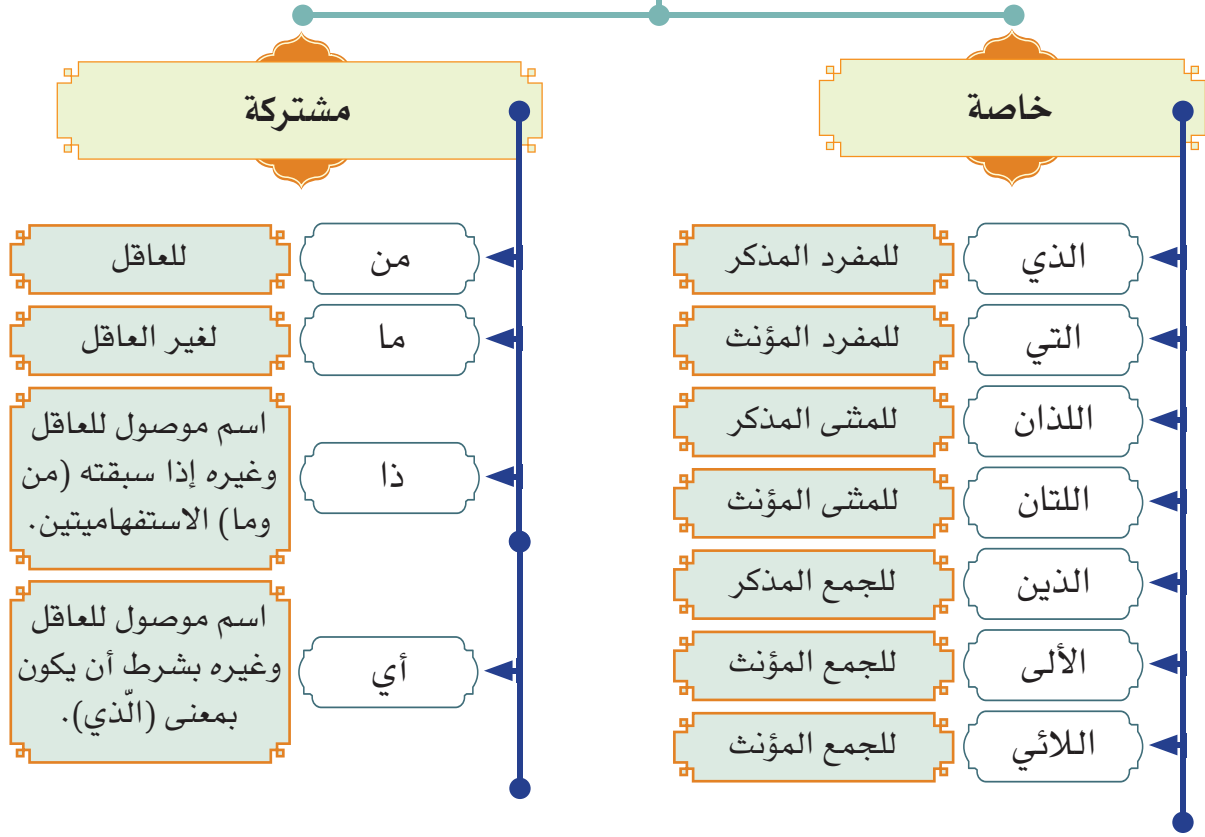 خاصة
الذي
للمفرد المذكر
التي
للمفرد المؤنث
اللذان
للمثنى المذكر
اللتان
للمثنى المؤنث
الذين
للجمع المذكر
الألى
للجمع المؤنث
اللائي
للجمع المؤنث
مشتركة
من
للعاقل
ما
لغير العاقل
ذا
اسم موصول للعاقل
وغيره إذا سبقته (من
وما) الاستفهاميتين.
أي
اسم موصول للعاقل
وغيره بشرط أن يكون
بمعنى (الّذي).